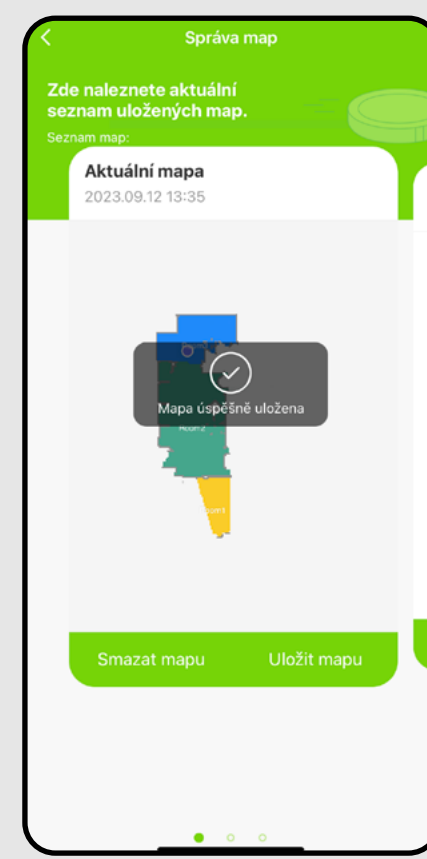 Správa map
Zde naleznete aktuální
seznam uložených map.
Seznam map:
Aktuální mapa
2023.09.12 13:35
Mapa úspěšně uložena
Room2
Smazat mapu
Uložit mapu